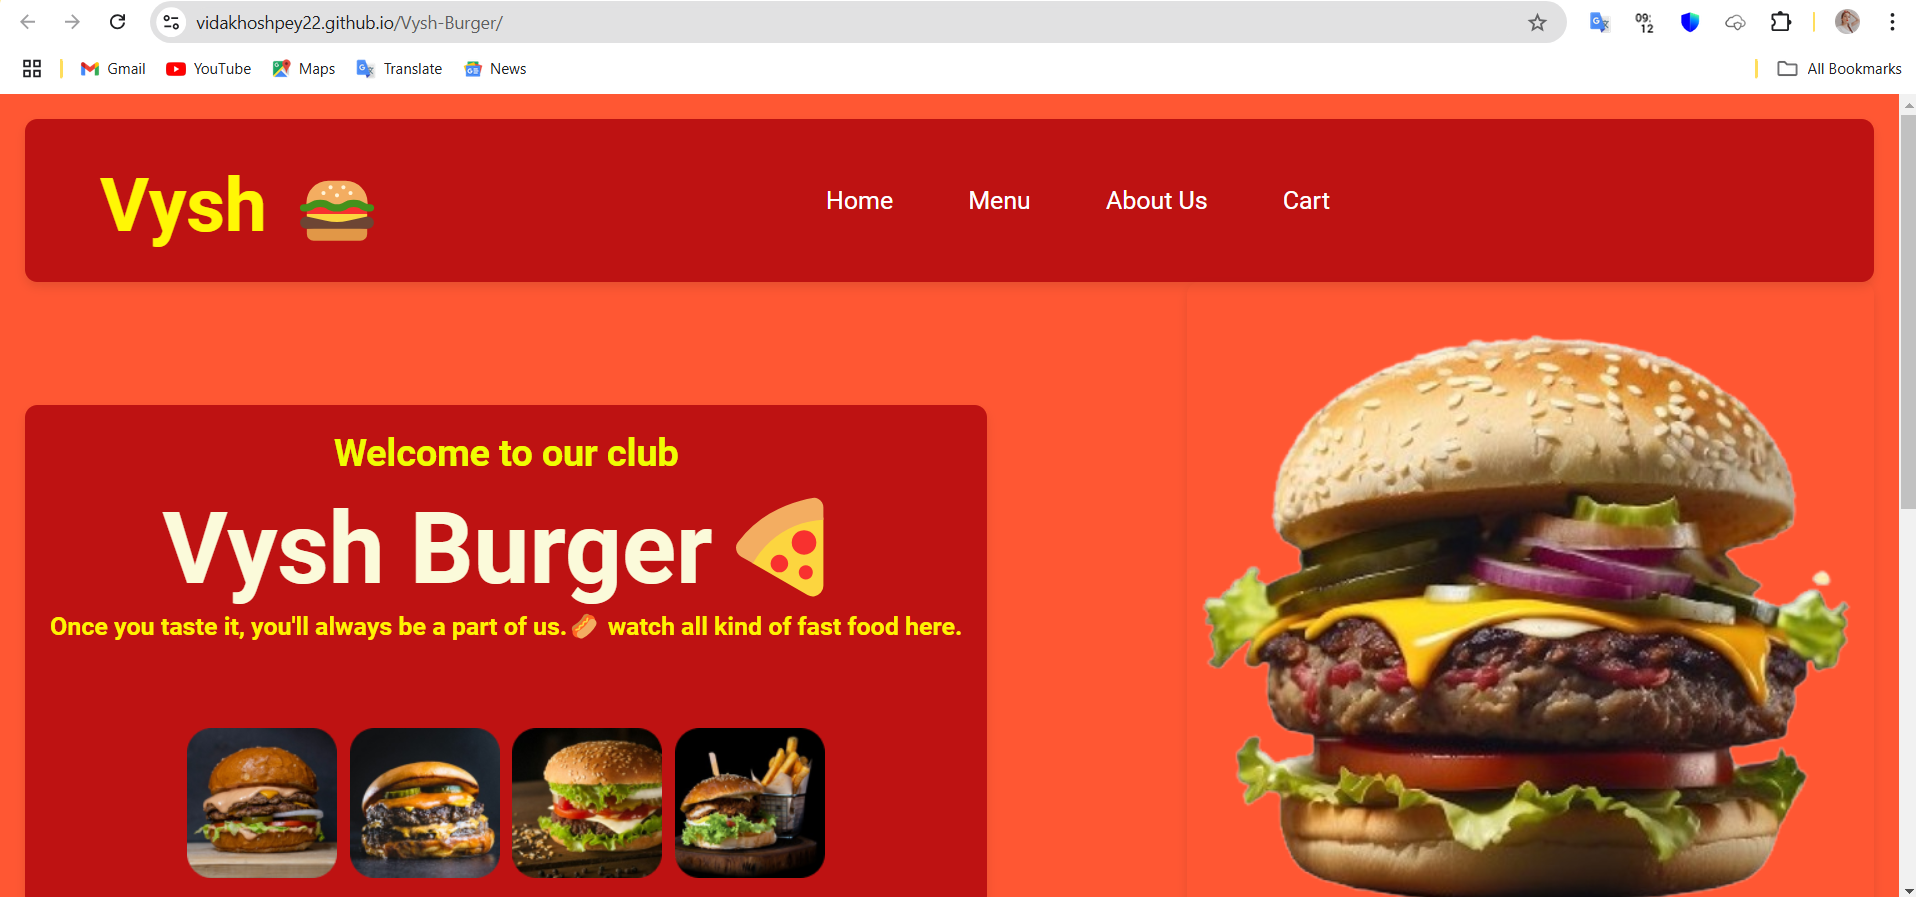 vidakhoshpey22.github.io/Vysh-Burger/
09:
12
Gmail YouTube Maps Translate News All Bookmarks
Vysh 🍔 Home Menu About Us Cart
Welcome to our club
Vysh Burger 🍕
Once you taste it, you'll always be a part of us.🌭 watch all kind of fast food here.